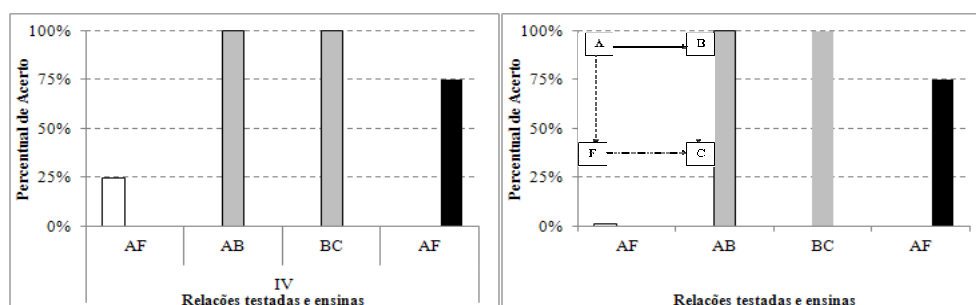 Percentual de Acerto
100%
75%
50%
25%
0%
AF AB BC AF
IV
Relações testadas e ensinas
Percentual de Acerto
100%
75%
50%
25%
0%
A B
F C
AF AB BC AF
Relações testadas e ensinas